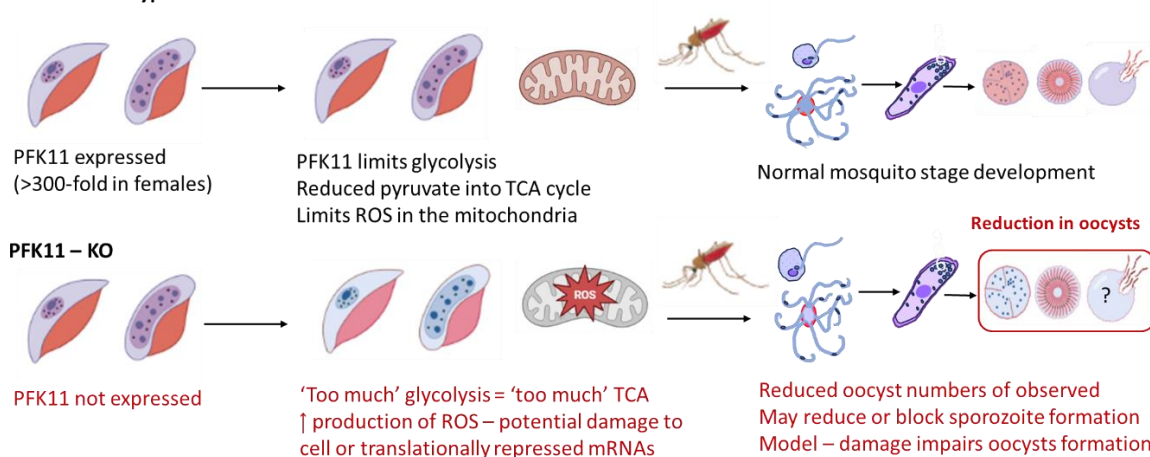 PFK11 expressed
(>300-fold in females)
PFK11 limits glycolysis
Reduced pyruvate into TCA cycle
Limits ROS in the mitochondria
Normal mosquito stage development
Reduction in oocysts
PFK11 – KO
ROS
?
PFK11 not expressed
'Too much' glycolysis = 'too much' TCA
↑ production of ROS – potential damage to
cell or translationally repressed mRNAs
Reduced oocyst numbers of observed
May reduce or block sporozoite formation
Model – damage impairs oocysts formation